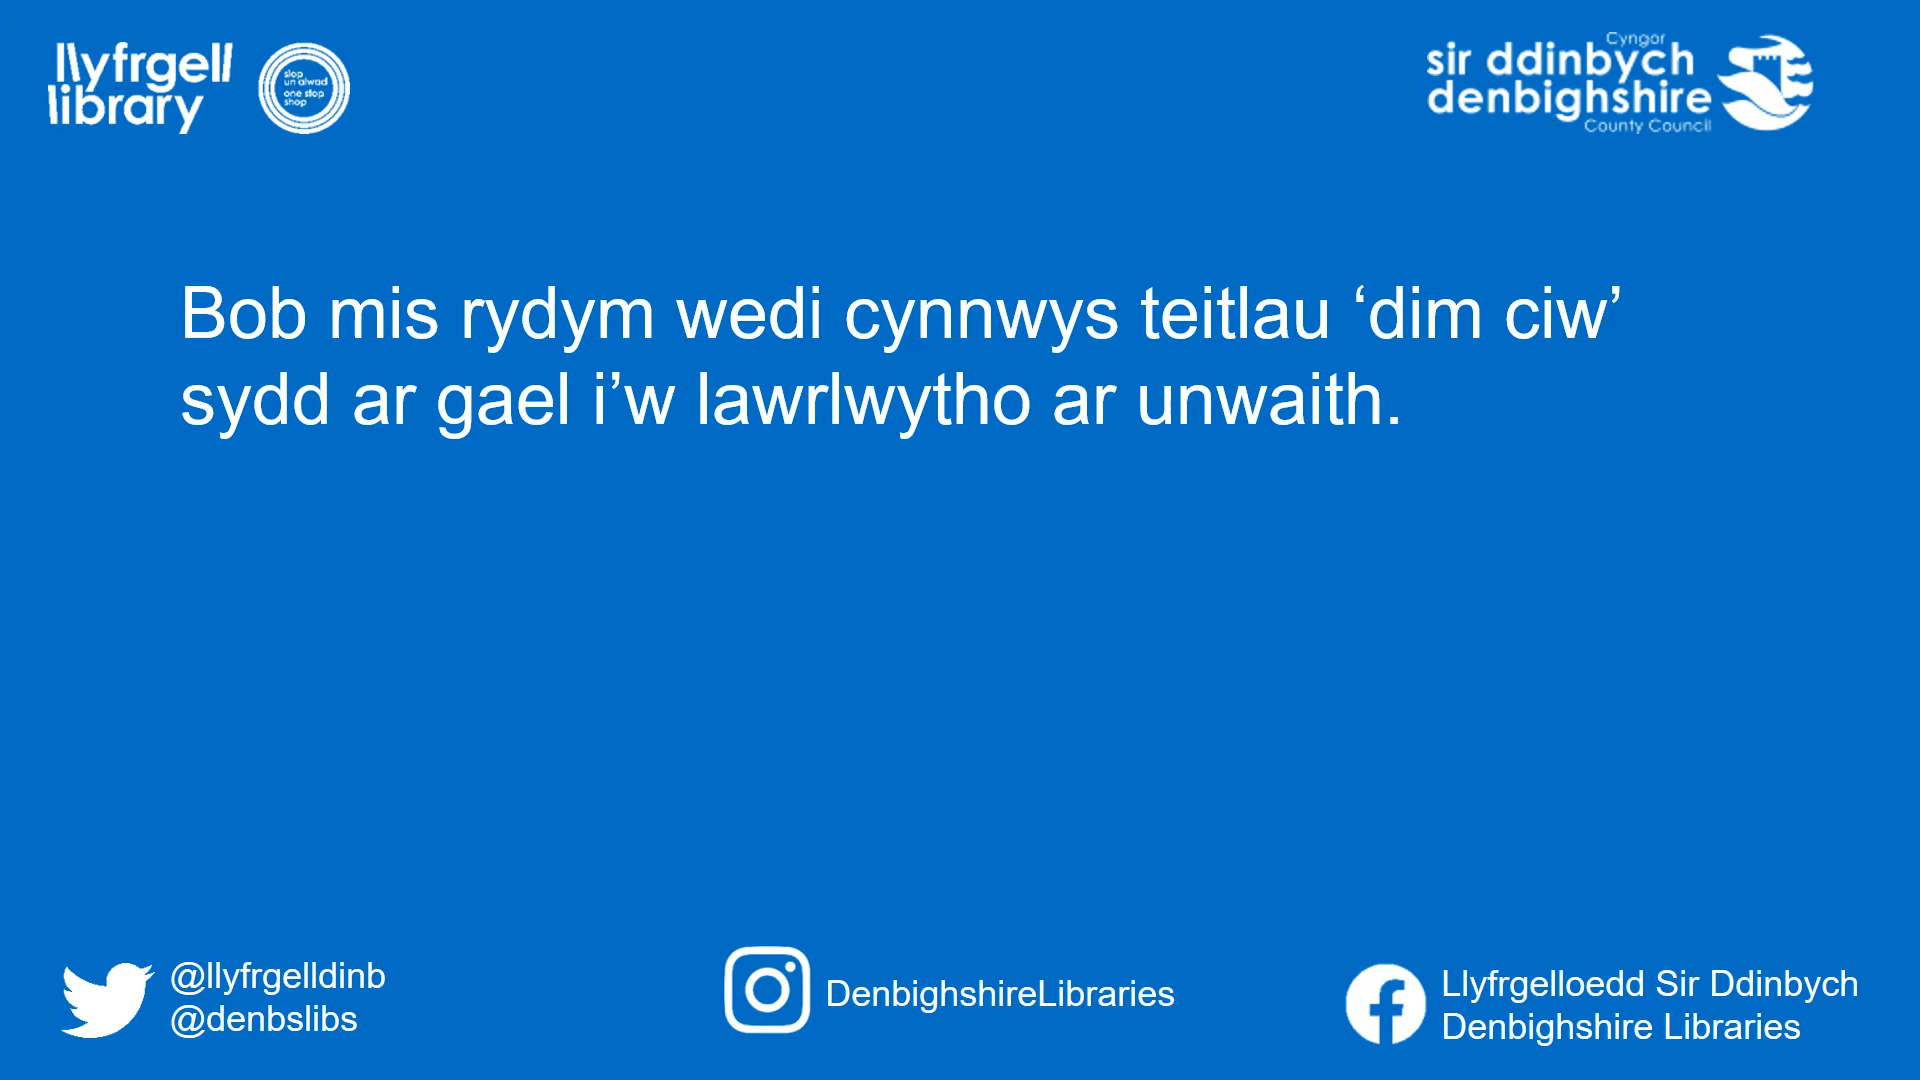 llyfrgell
library
siop
un alwad
one stop
shop
Cyngor
sir ddinbych
denbighshire
County Council
Bob mis rydym wedi cynnwys teitlau ‘dim ciw’
sydd ar gael i’w lawrlwytho ar unwaith.
@llyfrgelldinb
@denbslibs
DenbighshireLibraries
Llyfrgelloedd Sir Ddinbych
Denbighshire Libraries